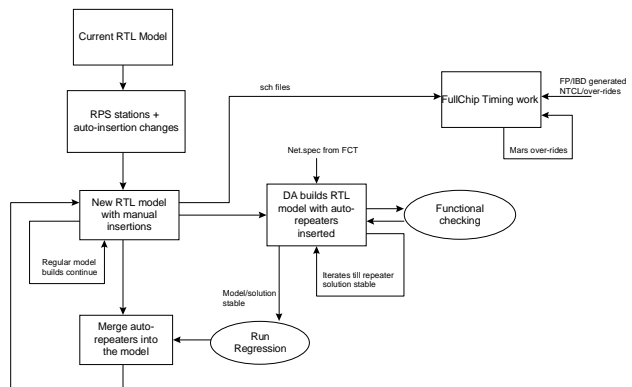 Current RTL Model
sch files
FP/IBD generated
NTCL/over-rides
FullChip Timing work
RPS stations +
auto-insertion changes
Mars over-rides
Net.spec from FCT
New RTL model
with manual
insertions
DA builds RTL
model with auto-
repeaters
inserted
Functional
checking
Regular model
builds continue
Iterates till repeater
solution stable
Model/solution
stable
Merge auto-
repeaters into
the model
Run
Regression